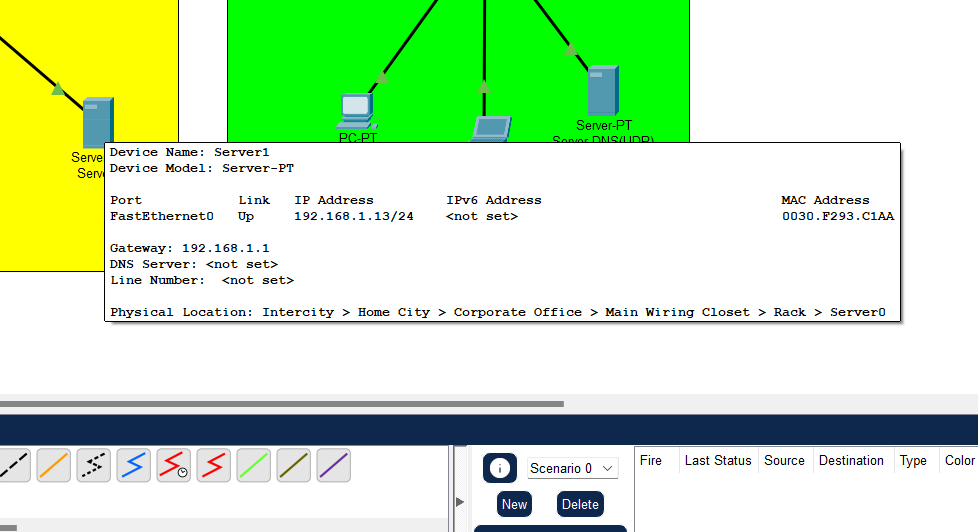 Server-PT
PC-PT
Server DNS(UDP)
Serve
Serv
Device Name: Server1
Device Model: Server-PT
Port Link IP Address IPv6 Address MAC Address
FastEthernet0 Up 192.168.1.13/24 <not set> 0030.F293.C1AA
Gateway: 192.168.1.1
DNS Server: <not set>
Line Number: <not set>
Physical Location: Intercity > Home City > Corporate Office > Main Wiring Closet > Rack > Server0
Scenario 0
Fire Last Status Source Destination Type Color
New Delete